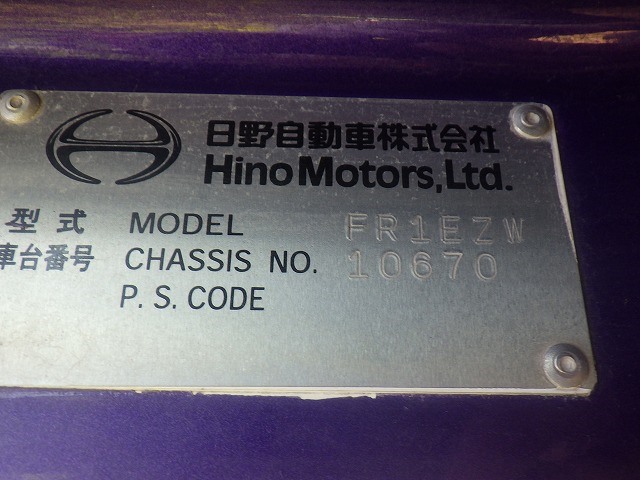 日野自動車株式会社
Hino Motors, Ltd.
型式 MODEL FR1EZW
車台番号 CHASSIS NO. 10670
P. S. CODE